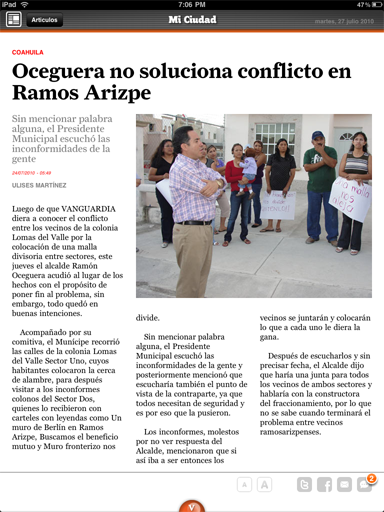 iPad
7:06 PM
47%
Articulos
Mi Ciudad
martes, 27 julio 2010
COAHUILA
Oceguera no soluciona conflicto en
Ramos Arizpe
Sin mencionar palabra
alguna, el Presidente
Municipal escuchó las
inconformidades de la
gente
24/07/2010 - 05:46
ULISES MARTÍNEZ
Luego de que VANGUARDIA
diera a conocer el conflicto
entre los vecinos de la colonia
Lomas del Valle por la
colocación de una malla
divisoria entre sectores, este
jueves el alcalde Ramón
Oceguera acudió al lugar de los
hechos con el propósito de
poner fin al problema, sin
embargo, todo quedó en
buenas intenciones.
Acompañado por su
comitiva, el Munícipe recorrió
las calles de la colonia Lomas
del Valle Sector Uno, cuyos
habitantes colocaron la cerca
de alambre, para después
visitar a los inconformes
colonos del Sector Dos,
quienes lo recibieron con
carteles con leyendas como Un
muro de Berlín en Ramos
Arizpe, Buscamos el beneficio
mutuo y Muro fronterizo nos
divide.
Sin mencionar palabra
alguna, el Presidente
Municipal escuchó las
inconformidades de la gente y
posteriormente mencionó que
escucharía también el punto de
vista de la contraparte, ya que
todos necesitan de seguridad y
es por eso que la pusieron.
Los inconformes, molestos
por no ver respuesta del
Alcalde, mencionaron que si
así iba a ser entonces los
vecinos se juntarán y colocarán
lo que a cada uno le diera la
gana.
Después de escucharlos y sin
precisar fecha, el Alcalde dijo
que haría una junta para todos
los vecinos de ambos sectores y
hablaría con la constructora
del fraccionamiento, por lo que
no se sabe cuándo terminará el
problema entre vecinos
ramosarizpenses.
A
A
2
V